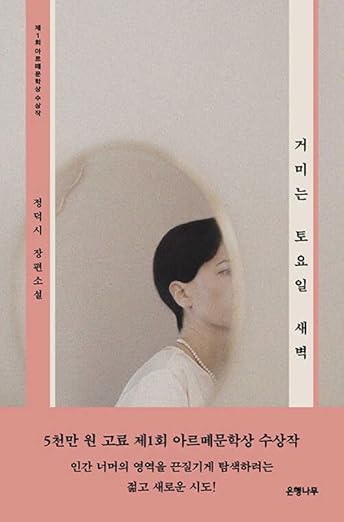 제1회 아르떼문학상 수상작
정덕시 장편소설
거미는 토요일 새벽
5천만 원 고료 제1회 아르떼문학상 수상작
인간 너머의 영역을 끈질기게 탐색하려는
젊고 새로운 시도!
은행나무